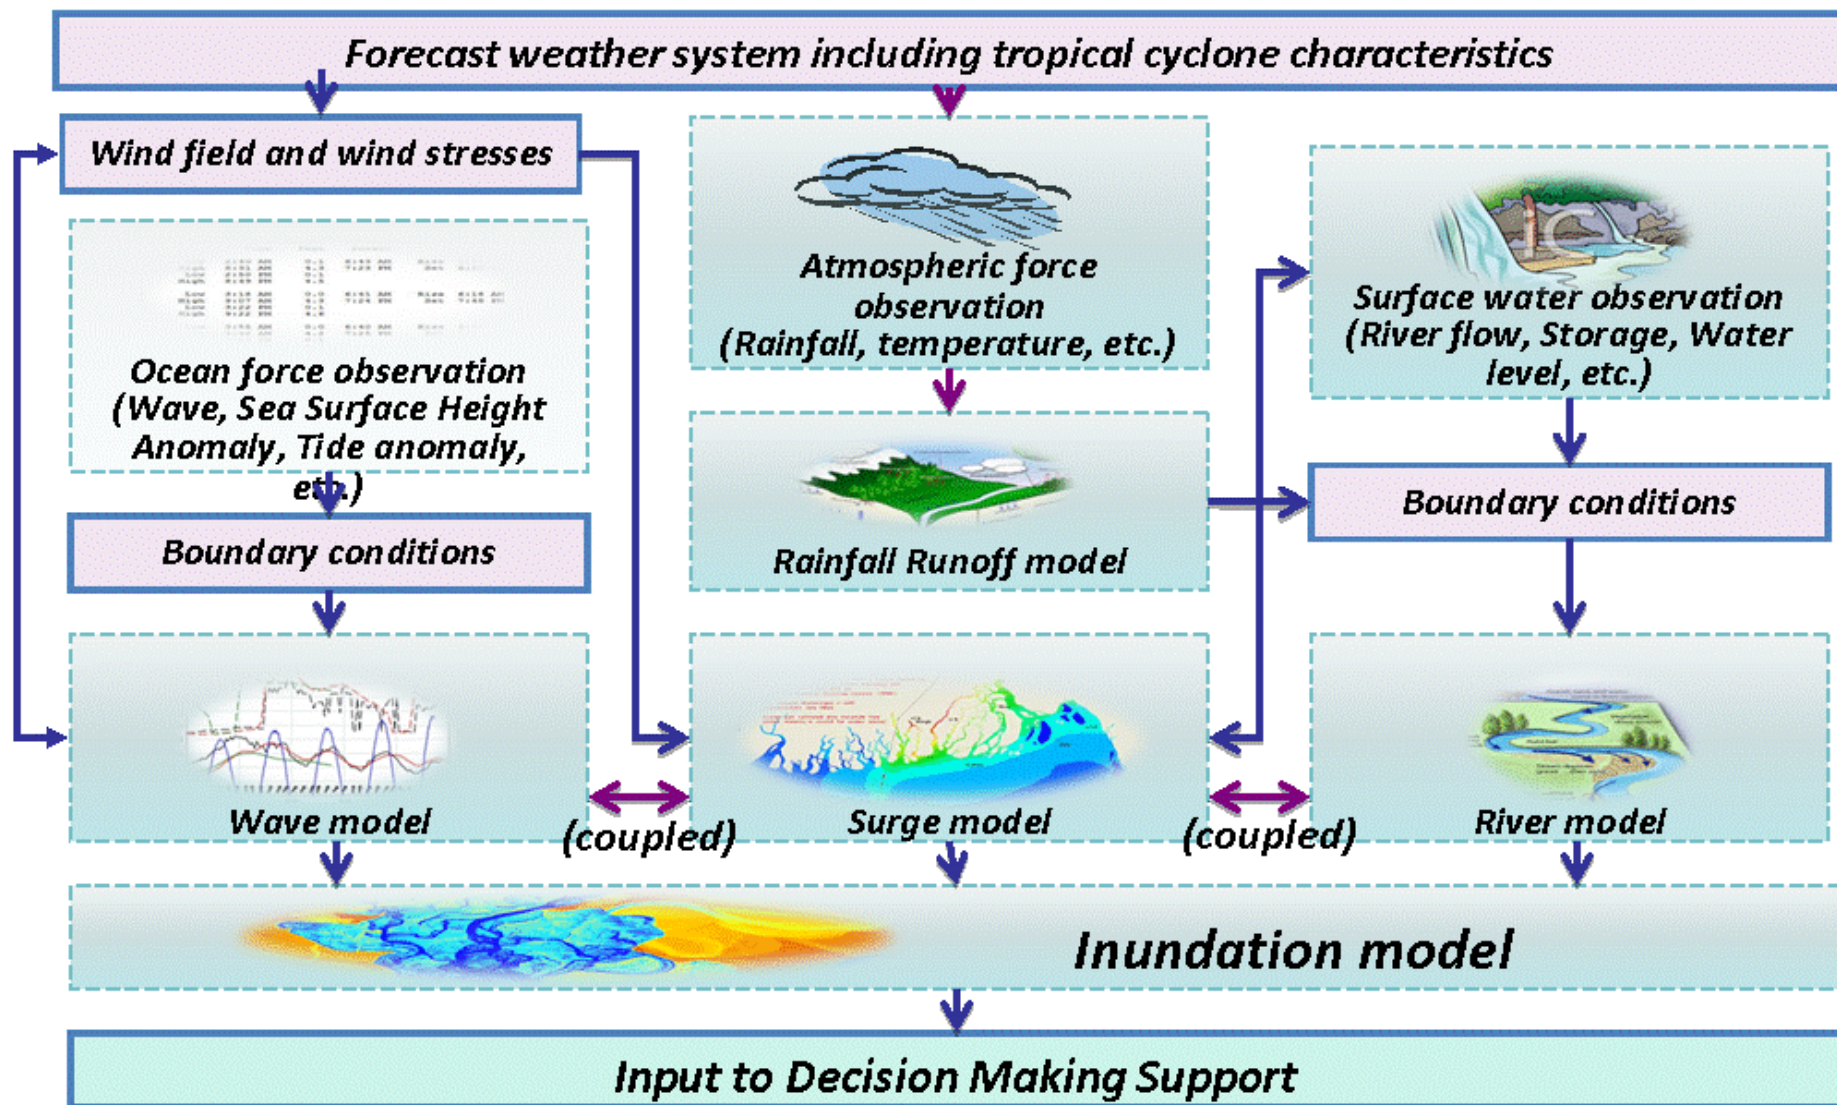 Forecast weather system including tropical cyclone characteristics
Wind field and wind stresses
Ocean force observation
(Wave, Sea Surface Height
Anomaly, Tide anomaly,
etc.)
Boundary conditions
Wave model
(coupled)
Atmospheric force
observation
(Rainfall, temperature, etc.)
Rainfall Runoff model
Surge model
(coupled)
Surface water observation
(River flow, Storage, Water
level, etc.)
Boundary conditions
River model
Inundation model
Input to Decision Making Support